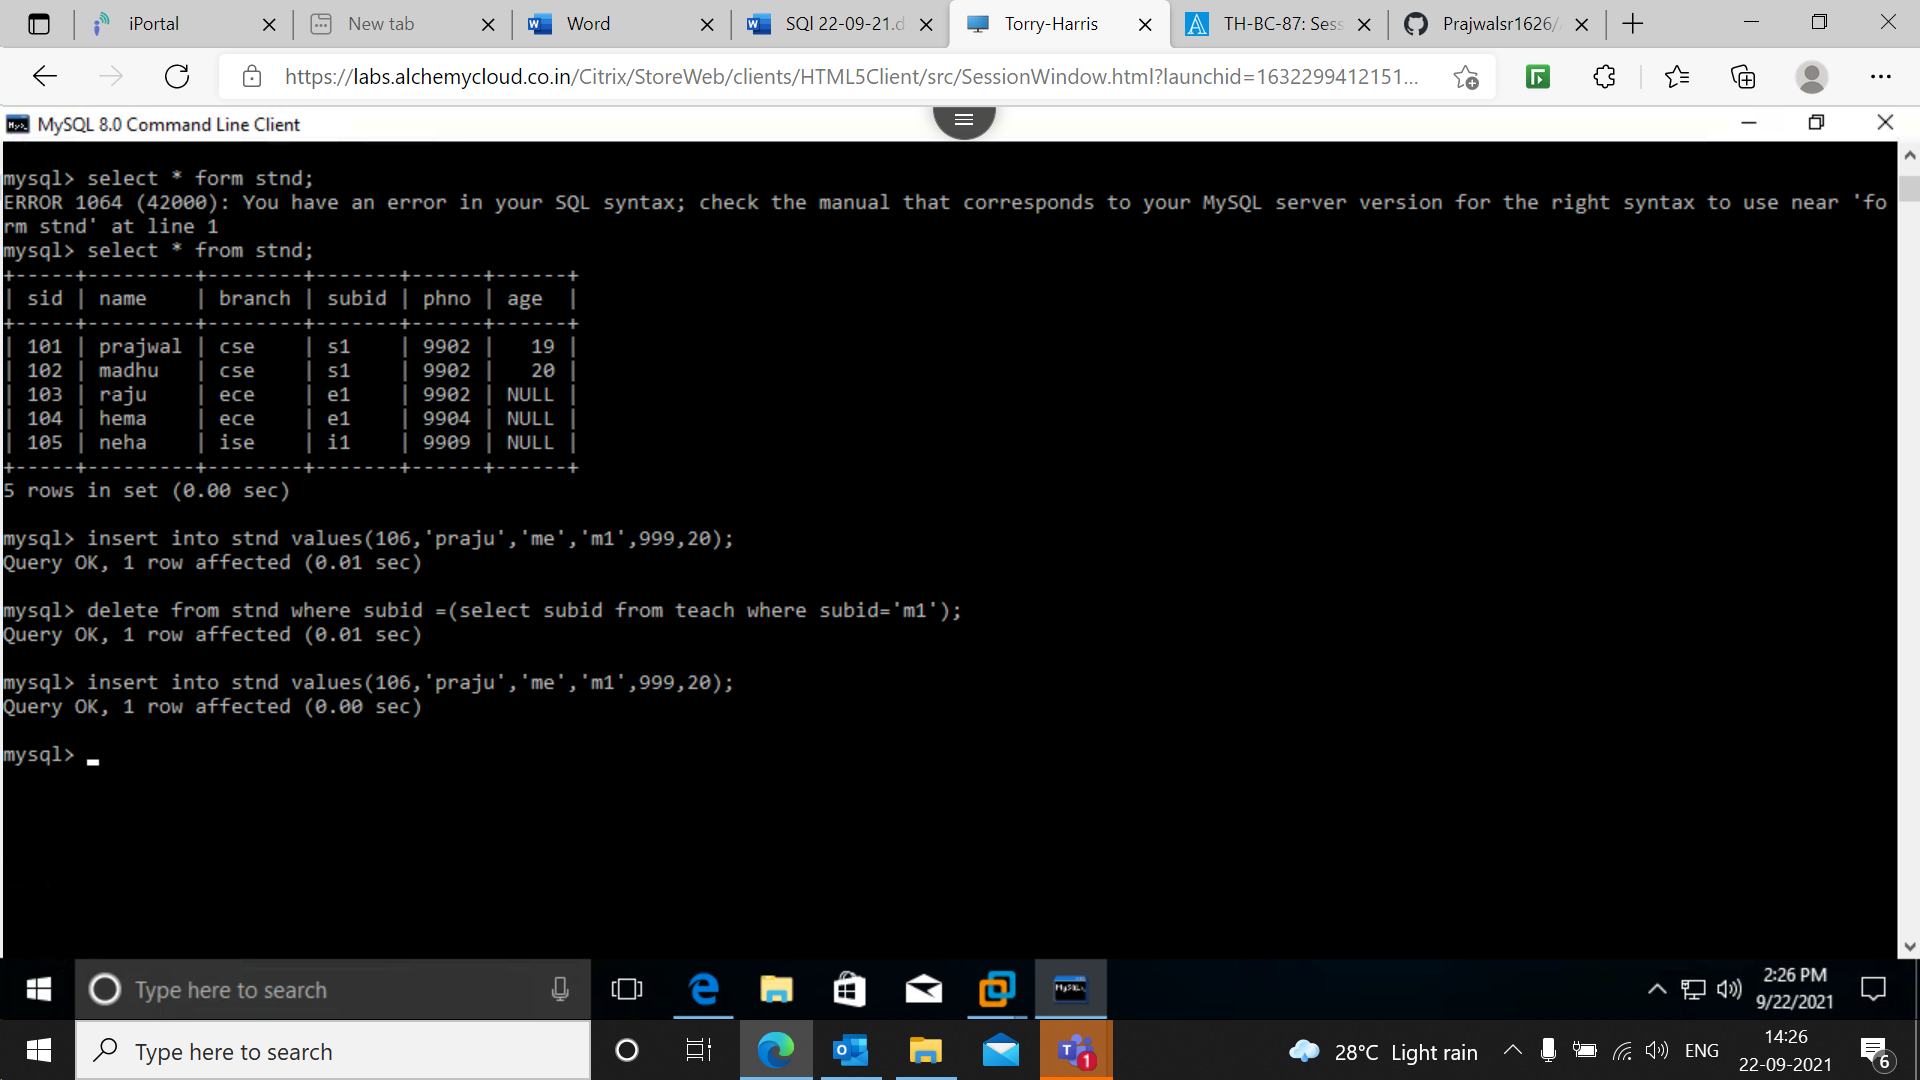 iPortal
New tab
Word
SQl 22-09-21.d
Torry-Harris
TH-BC-87: Sess
Prajwalsr1626/
https://labs.alchemycloud.co.in/Citrix/StoreWeb/clients/HTML5Client/src/SessionWindow.html?launchid=1632299412151...
MySQL 8.0 Command Line Client
mysql> select * form stnd;
ERROR 1064 (42000): You have an error in your SQL syntax; check the manual that corresponds to your MySQL server version for the right syntax to use near 'fo
rm stnd' at line 1
mysql> select * from stnd;
+-----+---------+--------+-------+------+------+
| sid | name    | branch | subid | phno | age  |
+-----+---------+--------+-------+------+------+
| 101 | prajwal | cse    | s1    | 9902 |   19 |
| 102 | madhu   | cse    | s1    | 9902 |   20 |
| 103 | raju    | ece    | e1    | 9902 | NULL |
| 104 | hema    | ece    | e1    | 9904 | NULL |
| 105 | neha    | ise    | i1    | 9909 | NULL |
+-----+---------+--------+-------+------+------+
5 rows in set (0.00 sec)
mysql> insert into stnd values(106,'praju','me','m1',999,20);
Query OK, 1 row affected (0.01 sec)
mysql> delete from stnd where subid =(select subid from teach where subid='m1');
Query OK, 1 row affected (0.01 sec)
mysql> insert into stnd values(106,'praju','me','m1',999,20);
Query OK, 1 row affected (0.00 sec)
mysql>
Type here to search
2:26 PM
9/22/2021
Type here to search
1
28°C Light rain
ENG
14:26
22-09-2021
6